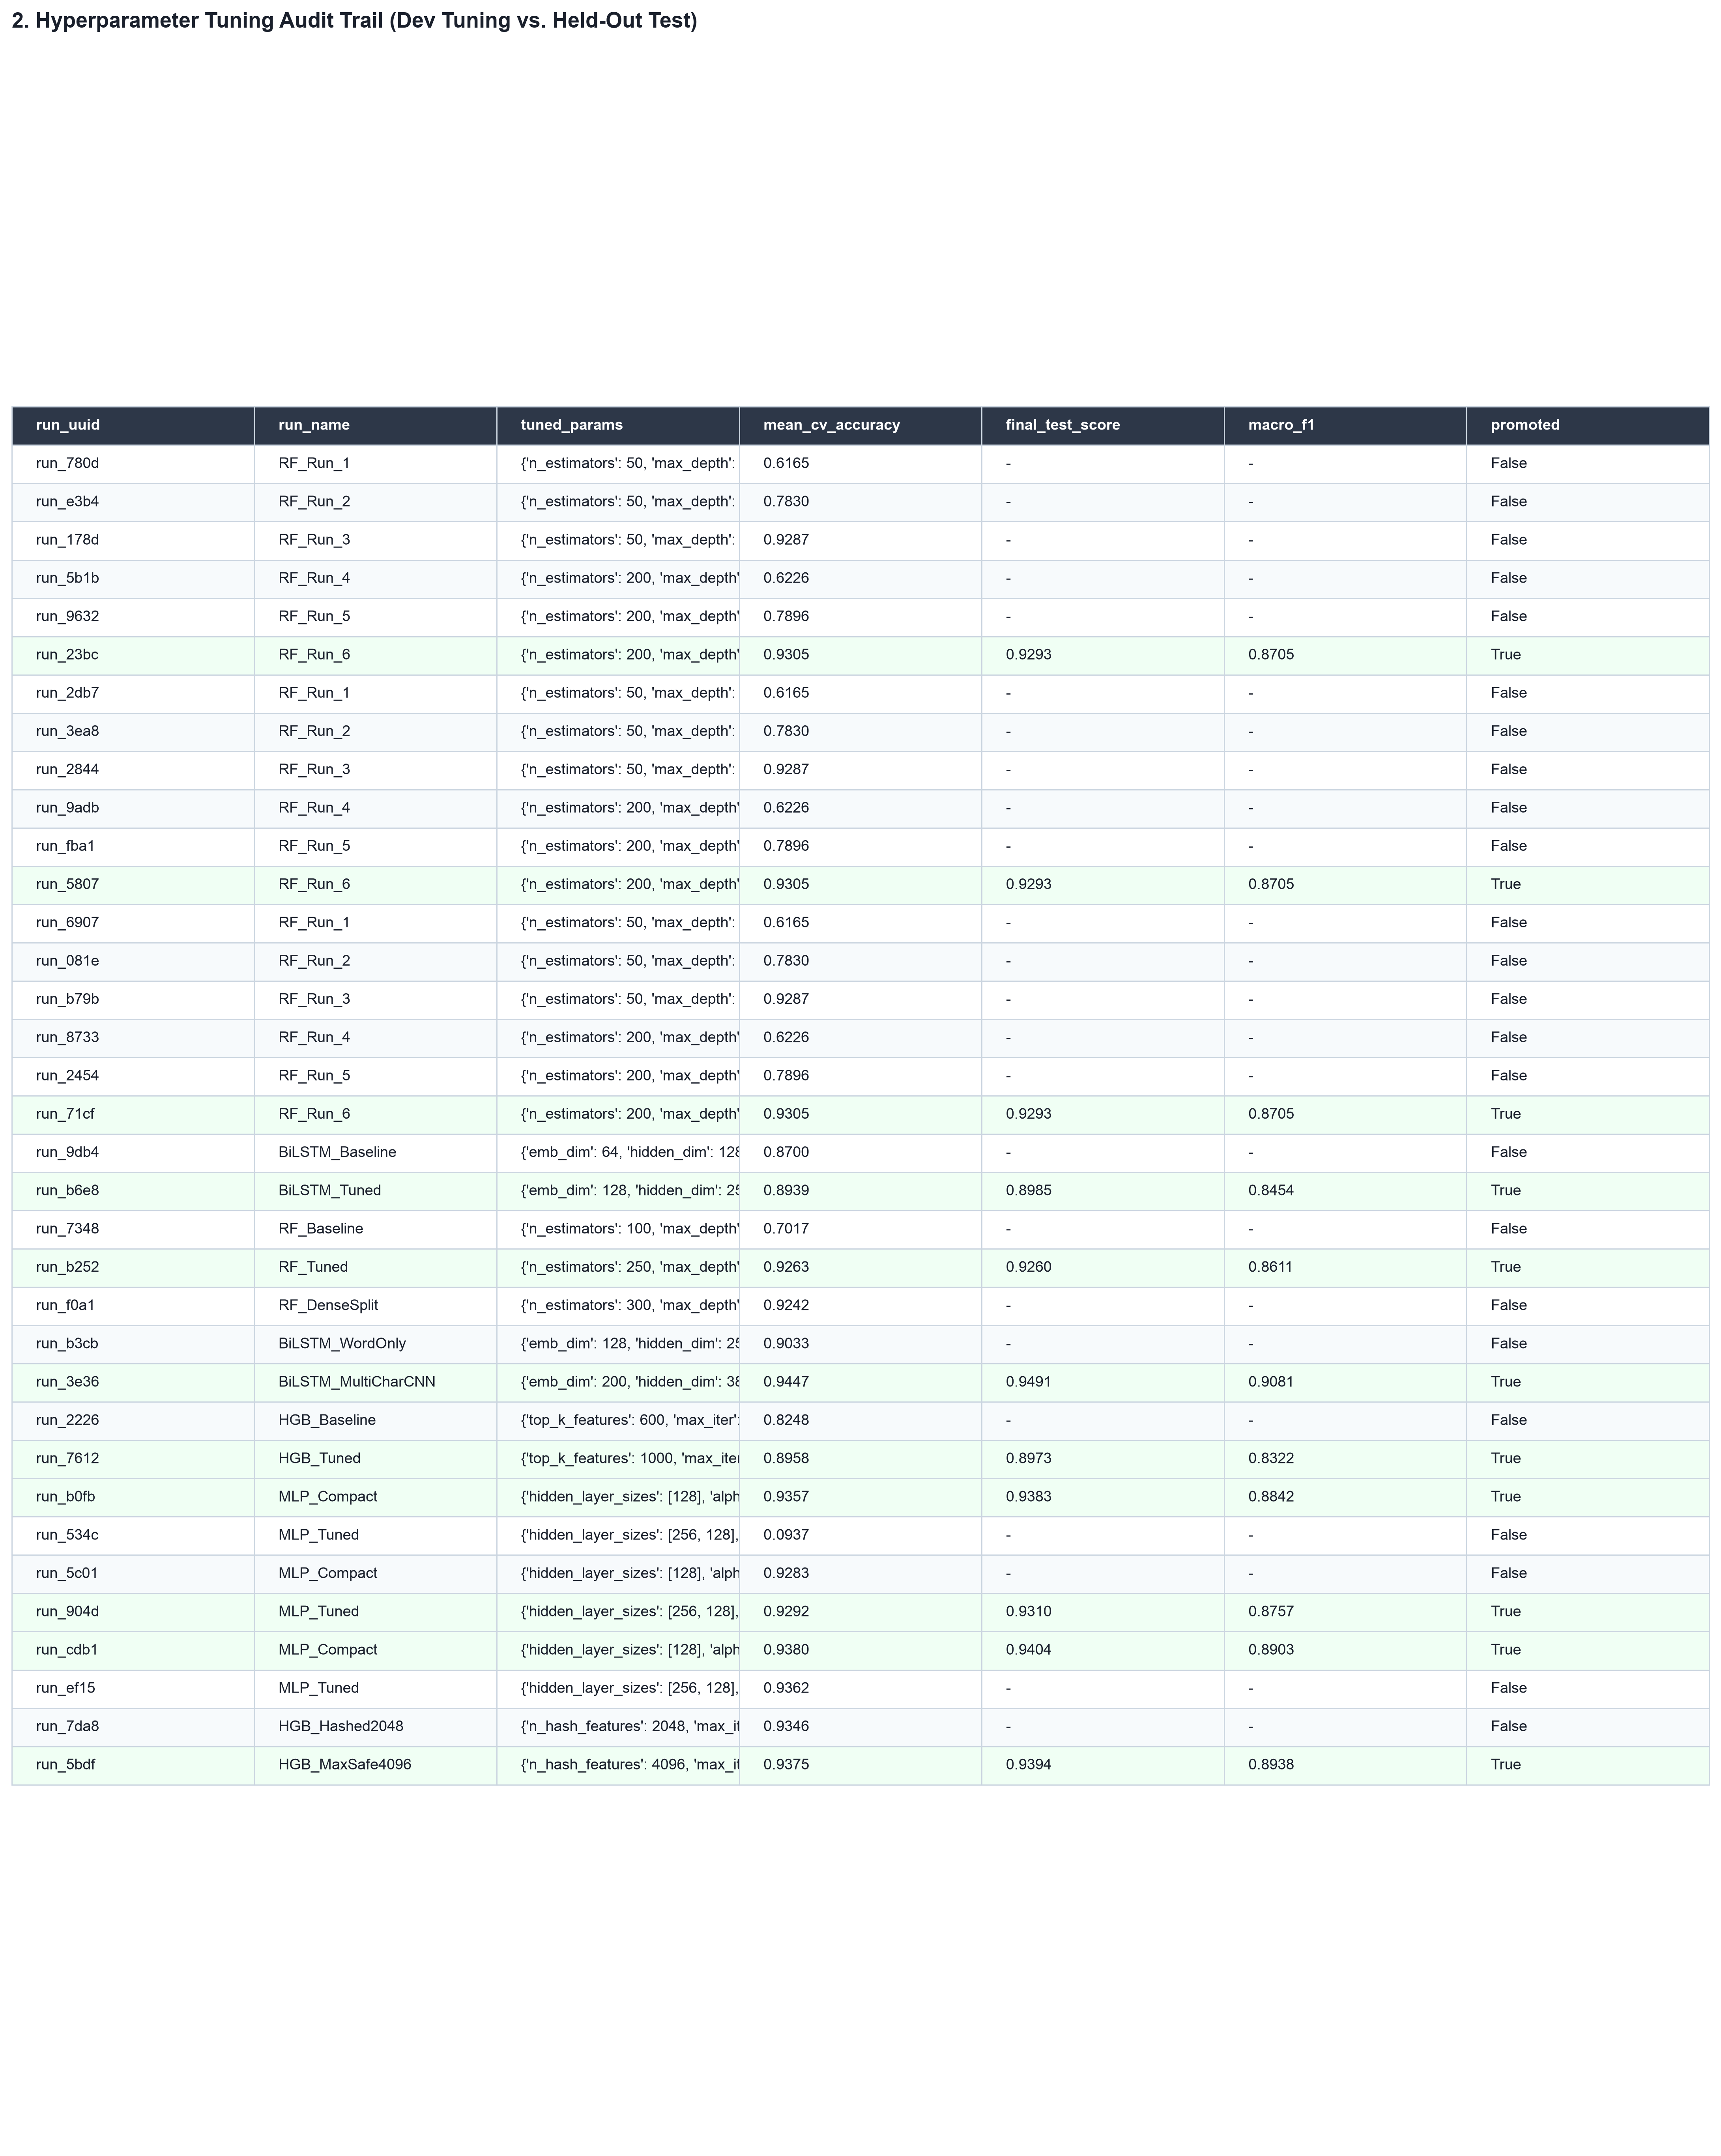 2. Hyperparameter Tuning Audit Trail (Dev Tuning vs. Held-Out Test)
run_uuid run_name tuned_params mean_cv_accuracy final_test_score macro_f1 promoted
run_780d RF_Run_1 {'n_estimators': 50, 'max_depth': 0.6165 - - False
run_e3b4 RF_Run_2 {'n_estimators': 50, 'max_depth': 0.7830 - - False
run_178d RF_Run_3 {'n_estimators': 50, 'max_depth': 0.9287 - - False
run_5b1b RF_Run_4 {'n_estimators': 200, 'max_depth' 0.6226 - - False
run_9632 RF_Run_5 {'n_estimators': 200, 'max_depth' 0.7896 - - False
run_23bc RF_Run_6 {'n_estimators': 200, 'max_depth' 0.9305 0.9293 0.8705 True
run_2db7 RF_Run_1 {'n_estimators': 50, 'max_depth': 0.6165 - - False
run_3ea8 RF_Run_2 {'n_estimators': 50, 'max_depth': 0.7830 - - False
run_2844 RF_Run_3 {'n_estimators': 50, 'max_depth': 0.9287 - - False
run_9adb RF_Run_4 {'n_estimators': 200, 'max_depth' 0.6226 - - False
run_fba1 RF_Run_5 {'n_estimators': 200, 'max_depth' 0.7896 - - False
run_5807 RF_Run_6 {'n_estimators': 200, 'max_depth' 0.9305 0.9293 0.8705 True
run_6907 RF_Run_1 {'n_estimators': 50, 'max_depth': 0.6165 - - False
run_081e RF_Run_2 {'n_estimators': 50, 'max_depth': 0.7830 - - False
run_b79b RF_Run_3 {'n_estimators': 50, 'max_depth': 0.9287 - - False
run_8733 RF_Run_4 {'n_estimators': 200, 'max_depth' 0.6226 - - False
run_2454 RF_Run_5 {'n_estimators': 200, 'max_depth' 0.7896 - - False
run_71cf RF_Run_6 {'n_estimators': 200, 'max_depth' 0.9305 0.9293 0.8705 True
run_9db4 BiLSTM_Baseline {'emb_dim': 64, 'hidden_dim': 128 0.8700 - - False
run_b6e8 BiLSTM_Tuned {'emb_dim': 128, 'hidden_dim': 25 0.8939 0.8985 0.8454 True
run_7348 RF_Baseline {'n_estimators': 100, 'max_depth' 0.7017 - - False
run_b252 RF_Tuned {'n_estimators': 250, 'max_depth' 0.9263 0.9260 0.8611 True
run_f0a1 RF_DenseSplit {'n_estimators': 300, 'max_depth' 0.9242 - - False
run_b3cb BiLSTM_WordOnly {'emb_dim': 128, 'hidden_dim': 25 0.9033 - - False
run_3e36 BiLSTM_MultiCharCNN {'emb_dim': 200, 'hidden_dim': 38 0.9447 0.9491 0.9081 True
run_2226 HGB_Baseline {'top_k_features': 600, 'max_iter': 0.8248 - - False
run_7612 HGB_Tuned {'top_k_features': 1000, 'max_iter 0.8958 0.8973 0.8322 True
run_b0fb MLP_Compact {'hidden_layer_sizes': [128], 'alph 0.9357 0.9383 0.8842 True
run_534c MLP_Tuned {'hidden_layer_sizes': [256, 128], 0.0937 - - False
run_5c01 MLP_Compact {'hidden_layer_sizes': [128], 'alph 0.9283 - - False
run_904d MLP_Tuned {'hidden_layer_sizes': [256, 128], 0.9292 0.9310 0.8757 True
run_cdb1 MLP_Compact {'hidden_layer_sizes': [128], 'alph 0.9380 0.9404 0.8903 True
run_ef15 MLP_Tuned {'hidden_layer_sizes': [256, 128], 0.9362 - - False
run_7da8 HGB_Hashed2048 {'n_hash_features': 2048, 'max_it 0.9346 - - False
run_5bdf HGB_MaxSafe4096 {'n_hash_features': 4096, 'max_it 0.9375 0.9394 0.8938 True